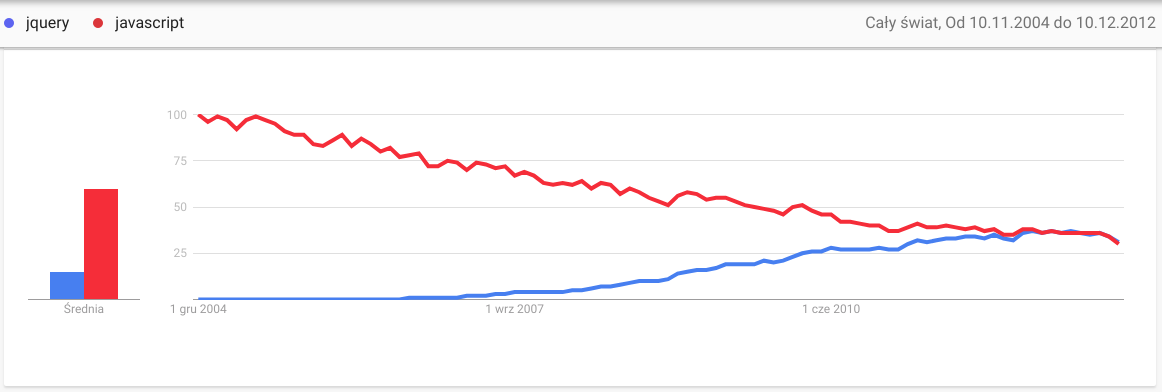 jquery javascript Cały świat, Od 10.11.2004 do 10.12.2012
100
75
50
25
Średnia 1 gru 2004 1 wrz 2007 1 cze 2010